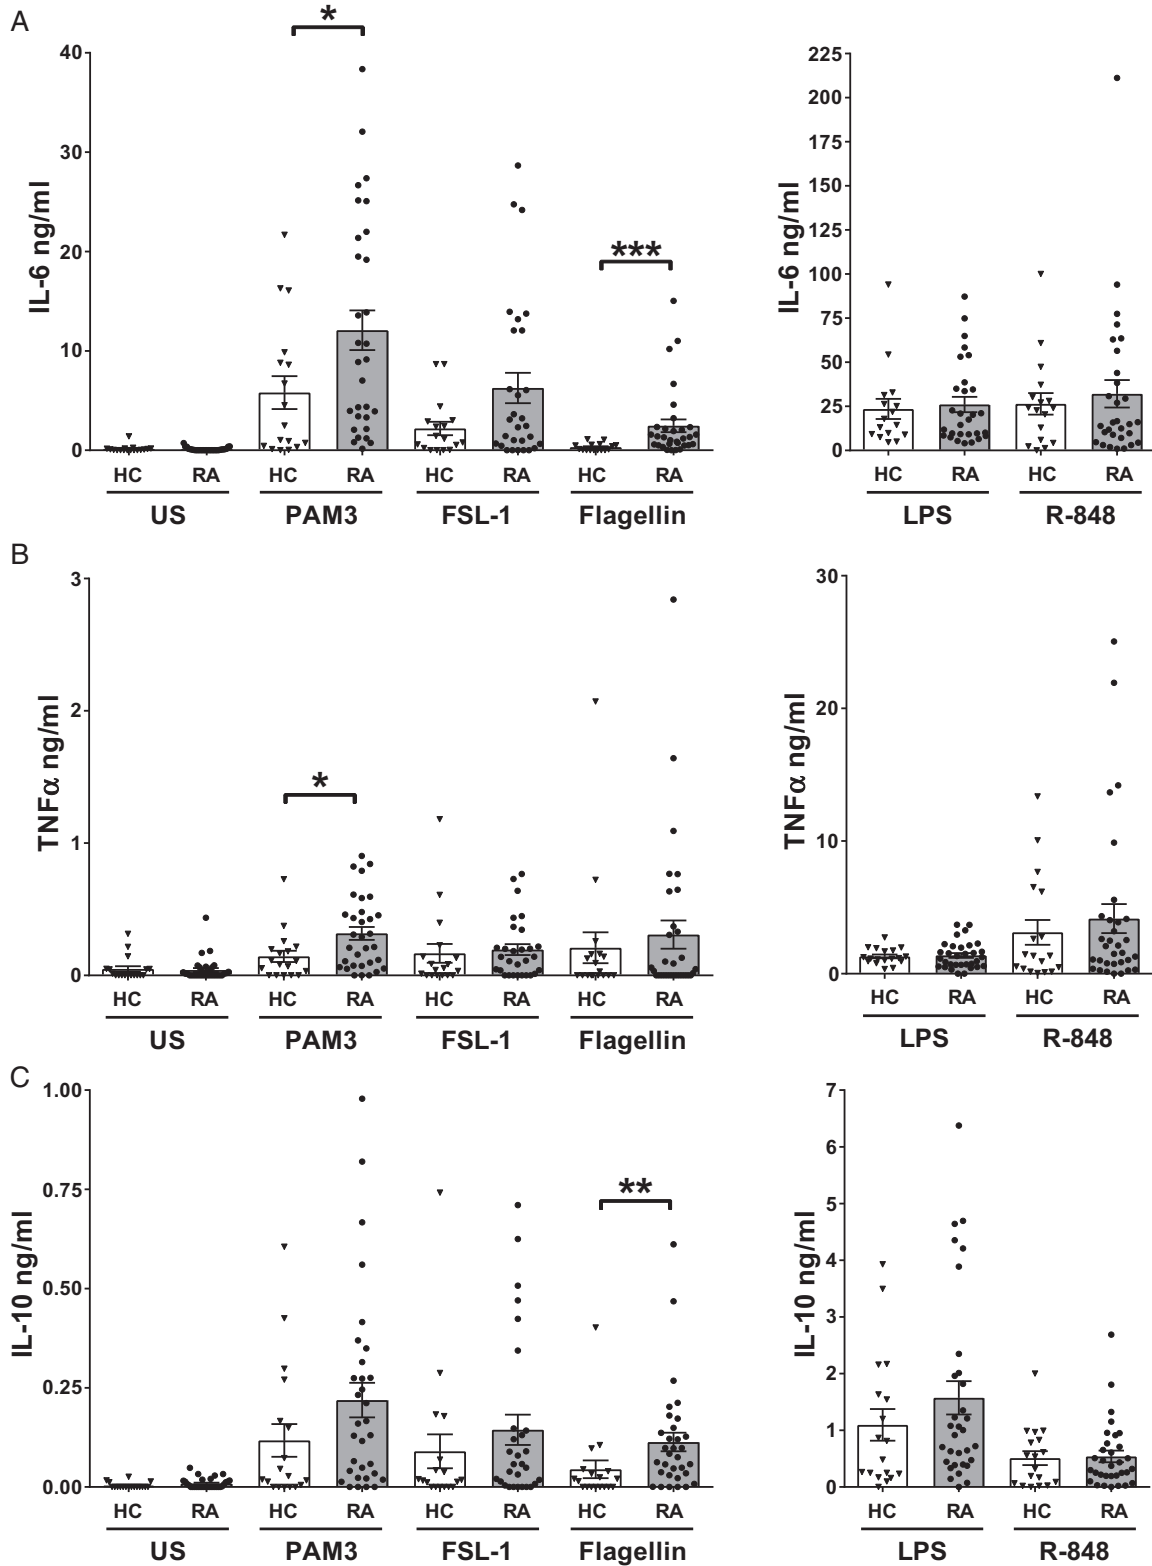 A
* ***
IL-6 ng/ml
40
30
20
10
0
HC RA HC RA HC RA HC RA
US PAM3 FSL-1 Flagellin
IL-6 ng/ml
225
200
175
150
125
100
75
50
25
0
HC RA HC RA
LPS R-848
B
*
TNFα ng/ml
3
2
1
0
HC RA HC RA HC RA HC RA
US PAM3 FSL-1 Flagellin
TNFα ng/ml
30
20
10
0
HC RA HC RA
LPS R-848
C
**
IL-10 ng/ml
1.00
0.75
0.50
0.25
0.00
HC RA HC RA HC RA HC RA
US PAM3 FSL-1 Flagellin
IL-10 ng/ml
7
6
5
4
3
2
1
0
HC RA HC RA
LPS R-848